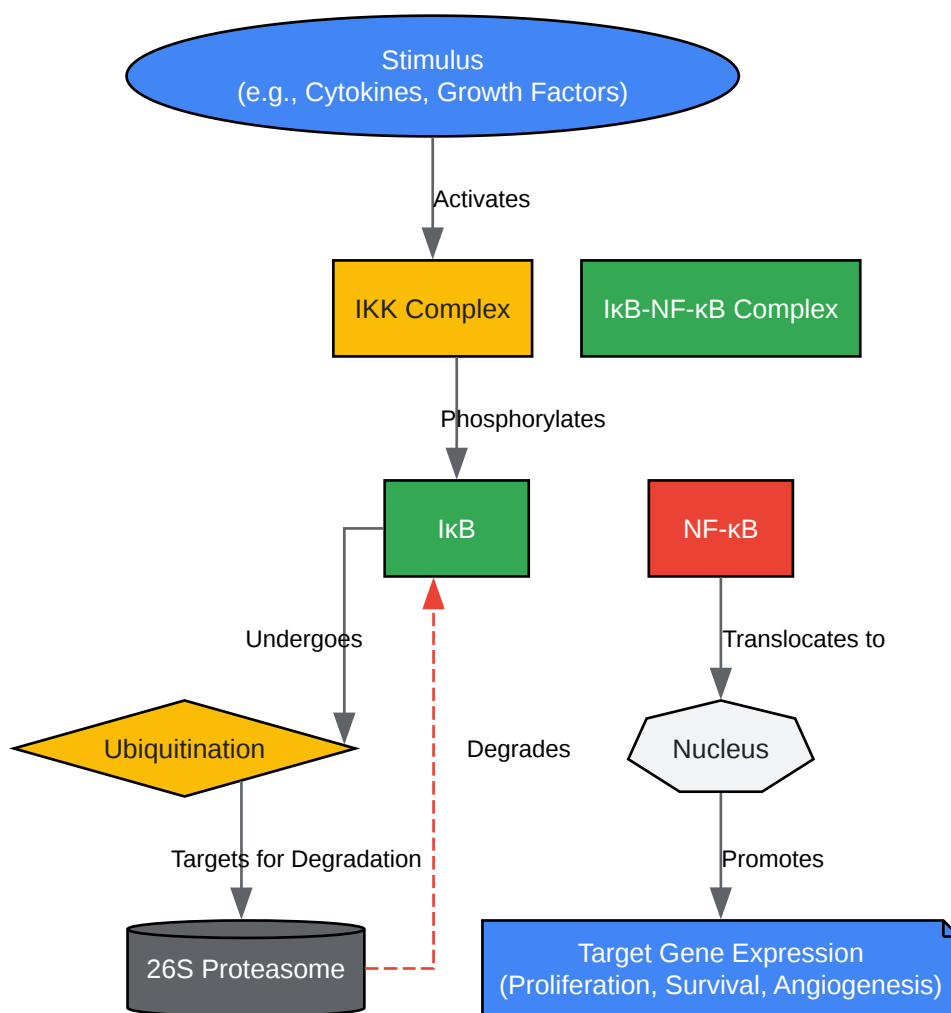 Stimulus
(e.g., Cytokines, Growth Factors)
Activates
IKK Complex
IκB-NF-κB Complex
Phosphorylates
IκB
NF-κB
Undergoes
Translocates to
Ubiquitination
Degrades
Nucleus
Targets for Degradation
Promotes
26S Proteasome
Target Gene Expression
(Proliferation, Survival, Angiogenesis)